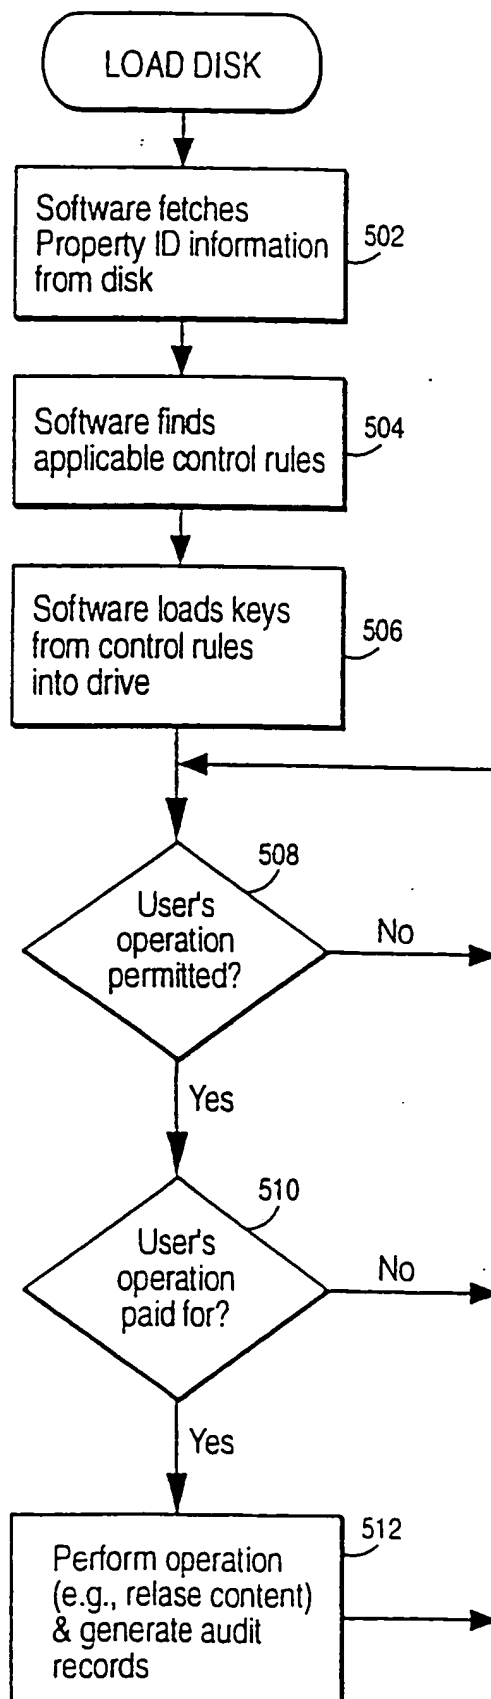 LOAD DISK
Software fetches
Property ID information
from disk
502
Software finds
applicable control rules
504
Software loads keys
from control rules
into drive
506
508
User's
operation
permitted?
No
Yes
510
User's
operation
paid for?
No
Yes
512
Perform operation
(e.g., relase content)
& generate audit
records